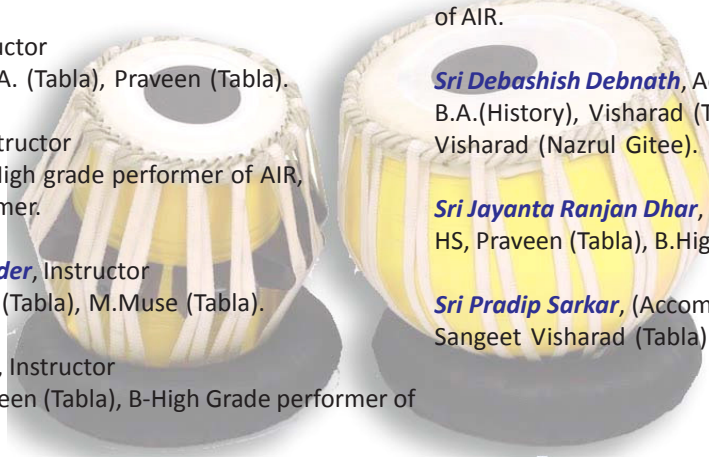 uctor
A. (Tabla), Praveen (Tabla).
tructor
High grade performer of AIR,
mer.
der, Instructor
(Tabla), M.Muse (Tabla).
, Instructor
een (Tabla), B-High Grade performer of
of AIR.
Sri Debashish Debnath, A
B.A.(History), Visharad (T
Visharad (Nazrul Gitee).
Sri Jayanta Ranjan Dhar,
HS, Praveen (Tabla), B.Hig
Sri Pradip Sarkar, (Accom
Sangeet Visharad (Tabla)